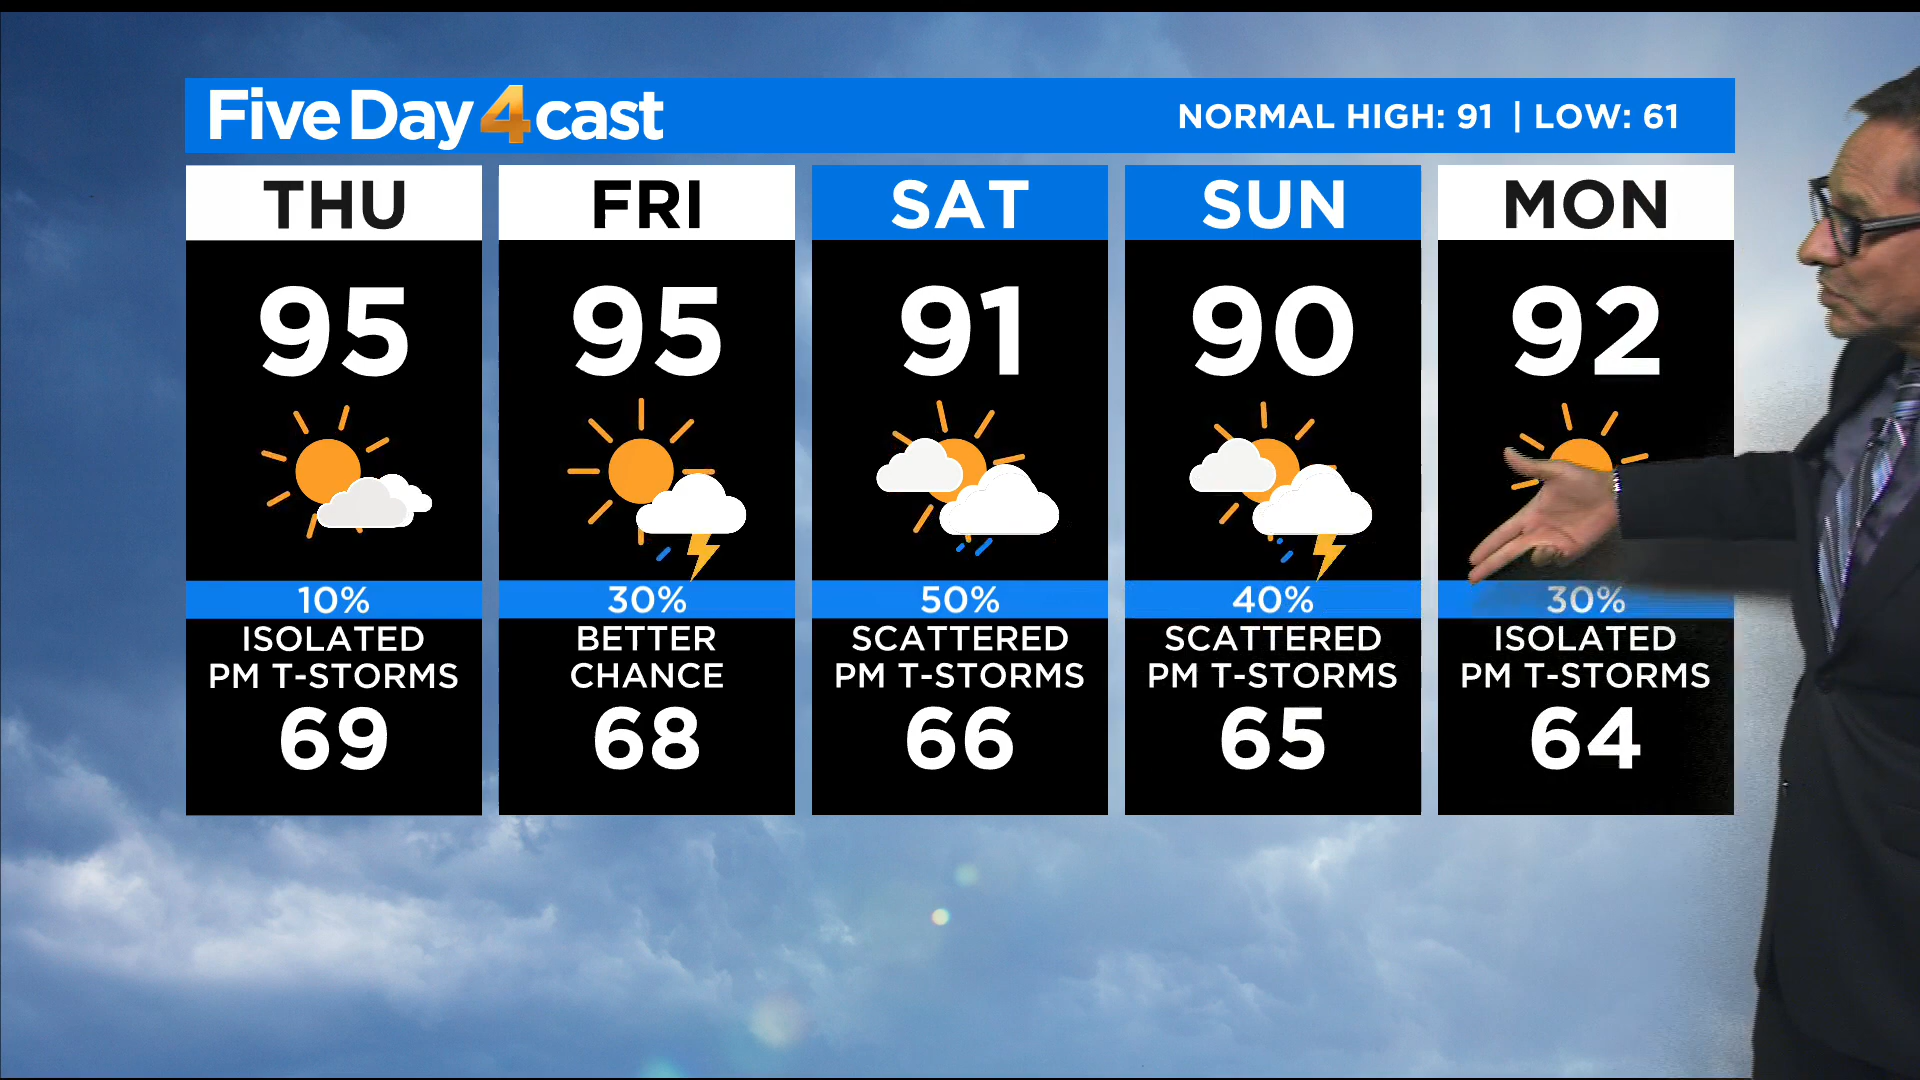 Five Day 4cast
NORMAL HIGH: 91 | LOW: 61
THU
95
10%
ISOLATED
PM T-STORMS
69
FRI
95
30%
BETTER
CHANCE
68
SAT
91
50%
SCATTERED
PM T-STORMS
66
SUN
90
40%
SCATTERED
PM T-STORMS
65
MON
92
30%
ISOLATED
PM T-STORMS
64